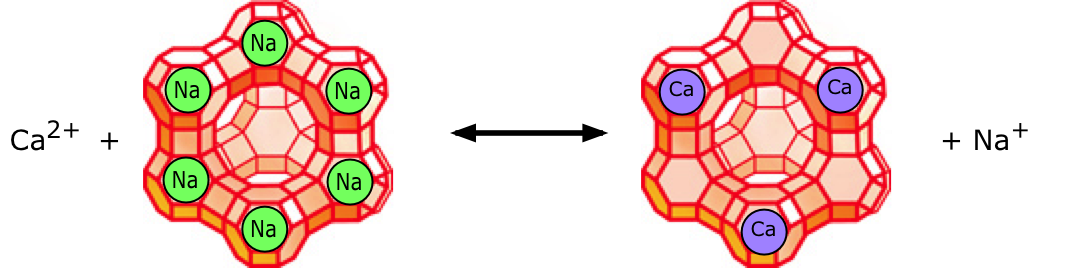 Na
Na Na
Ca²⁺ +
Na Na
Na
Ca Ca
Ca
+ Na⁺